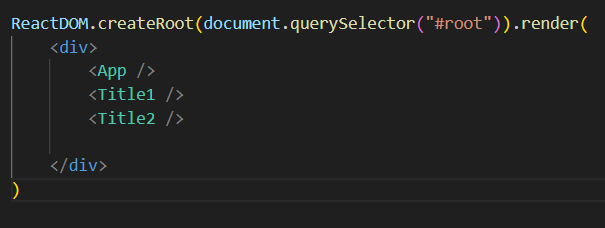 ReactDOM.createRoot(document.querySelector("#root")).render(
    <div>
        <App />
        <Title1 />
        <Title2 />
    </div>
)